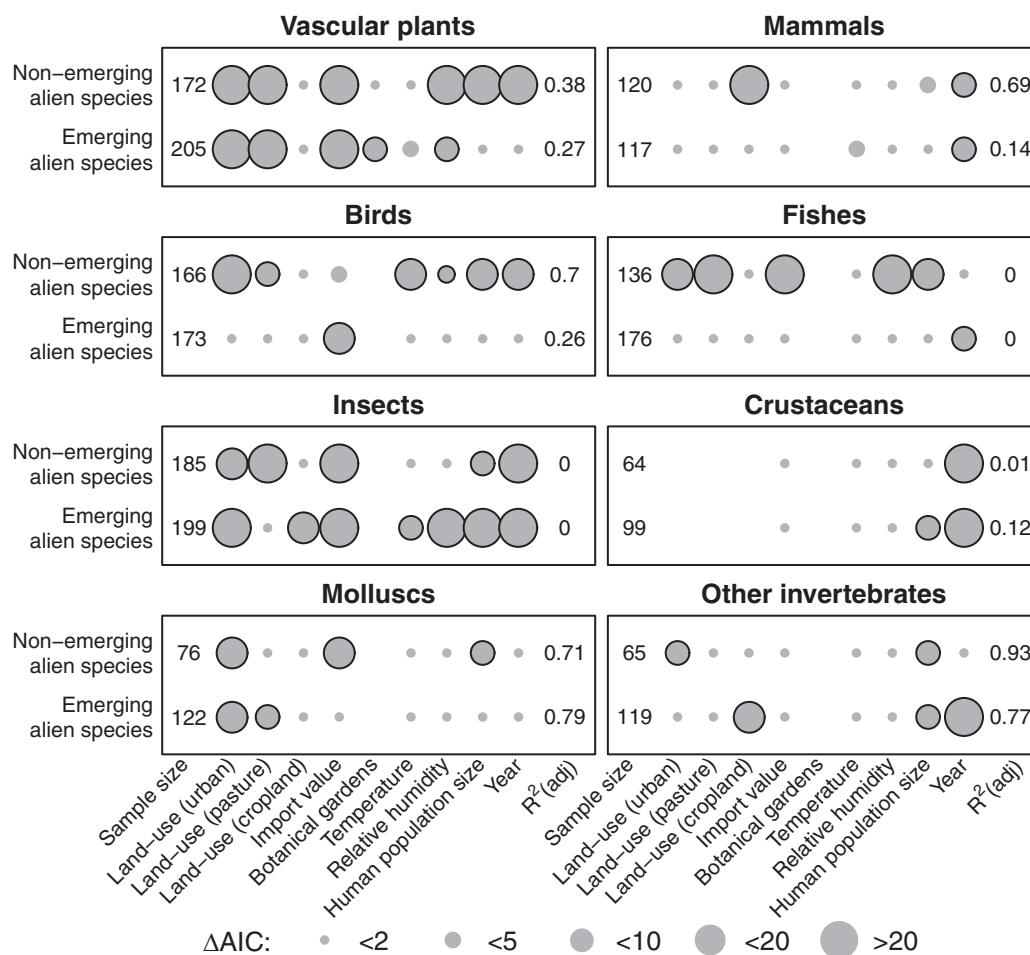 Vascular plants
Mammals
Non−emerging
alien species
172
0.38
120
0.69
Emerging
alien species
205
0.27
117
0.14
Birds
Fishes
Non−emerging
alien species
166
0.7
136
0
Emerging
alien species
173
0.26
176
0
Insects
Crustaceans
Non−emerging
alien species
185
0
64
0.01
Emerging
alien species
199
0
99
0.12
Molluscs
Other invertebrates
Non−emerging
alien species
76
0.71
65
0.93
Emerging
alien species
122
0.79
119
0.77
Sample size
Land−use (urban)
Land−use (pasture)
Land−use (cropland)
Import value
Botanical gardens
Temperature
Relative humidity
Human population size
Year
R²(adj)
Sample size
Land−use (urban)
Land−use (pasture)
Land−use (cropland)
Import value
Botanical gardens
Temperature
Relative humidity
Human population size
Year
R²(adj)
ΔAIC: <2 <5 <10 <20 >20